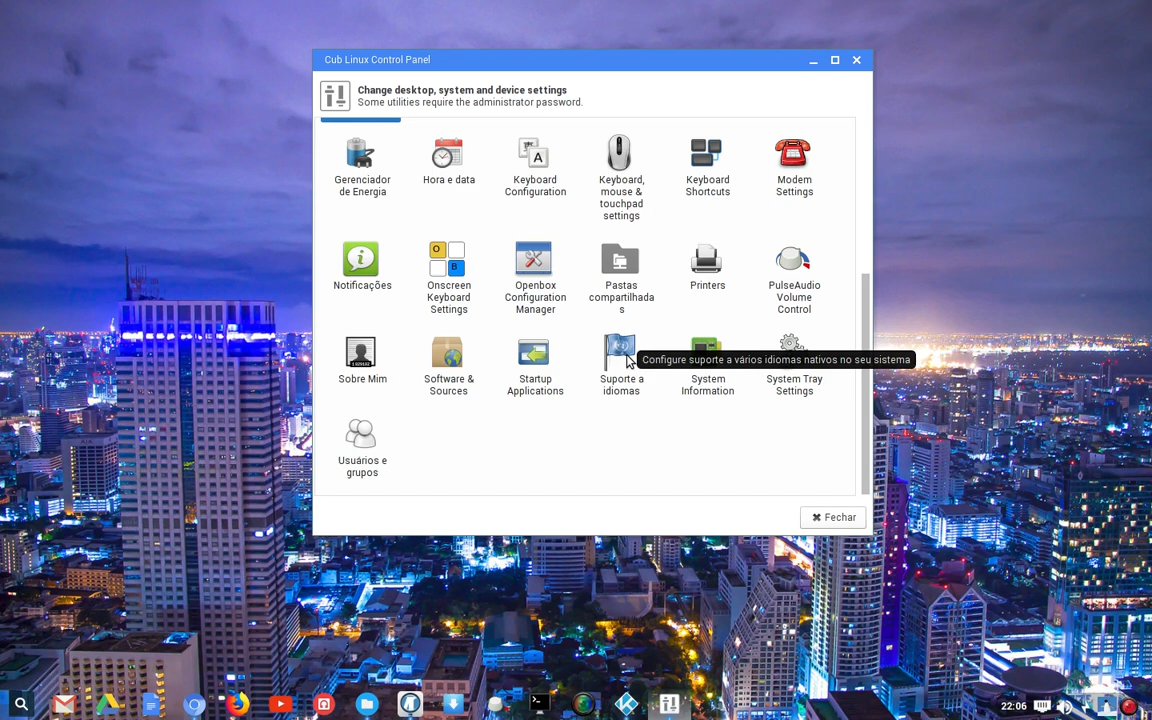 Cub Linux Control Panel
Change desktop, system and device settings
Some utilities require the administrator password.
Gerenciador
de Energia
Hora e data
A
Keyboard
Configuration
Keyboard,
mouse &
touchpad
settings
Keyboard
Shortcuts
Modem
Settings
Notificações
O
B
Onscreen
Keyboard
Settings
Openbox
Configuration
Manager
Pastas
compartilhada
s
Printers
PulseAudio
Volume
Control
Sobre Mim
Software &
Sources
Startup
Applications
Suporte a
idiomas
Configure suporte a vários idiomas nativos no seu sistema
System
Information
System Tray
Settings
Usuários e
grupos
Fechar
22:06